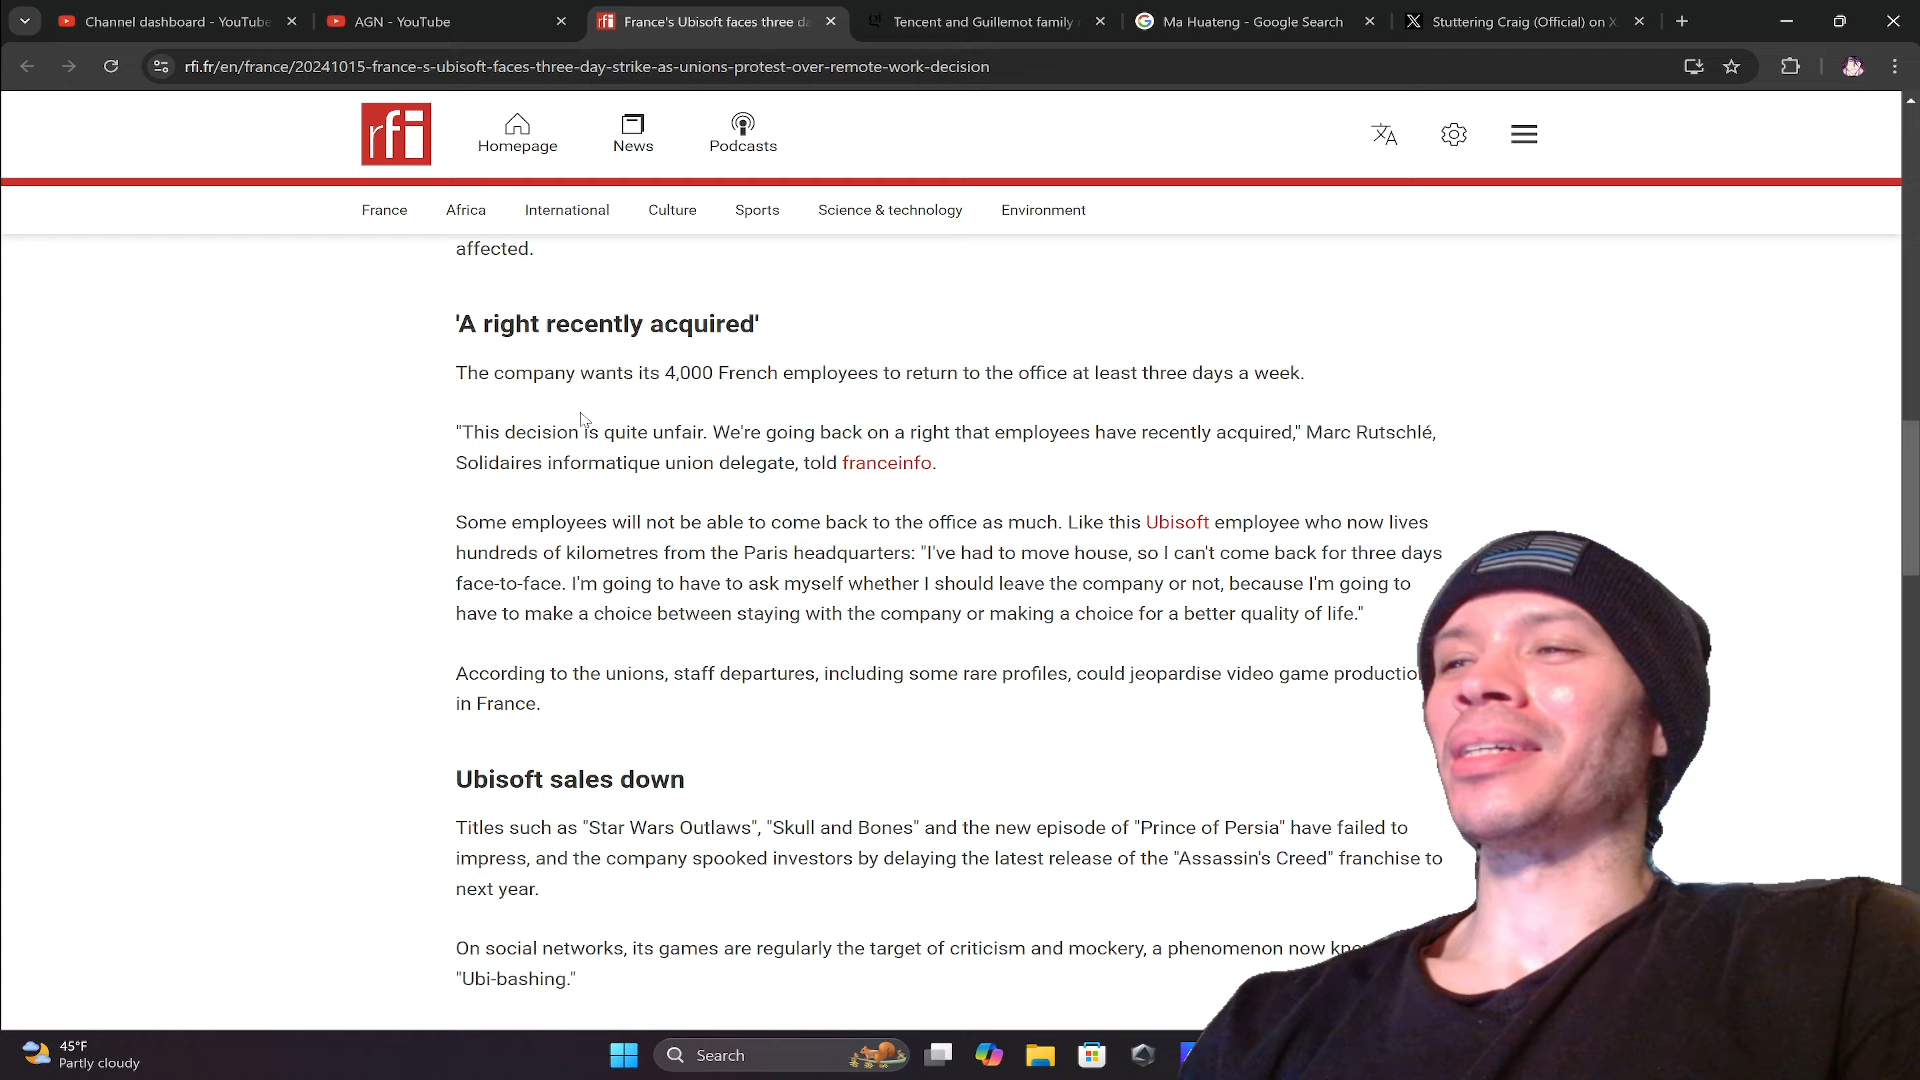 Channel dashboard - YouTube
AGN - YouTube
France's Ubisoft faces three da
Tencent and Guillemot family
Ma Huateng - Google Search
Stuttering Craig (Official) on X
rfi.fr/en/france/20241015-france-s-ubisoft-faces-three-day-strike-as-unions-protest-over-remote-work-decision
rfi
Homepage
News
Podcasts
France
Africa
International
Culture
Sports
Science & technology
Environment
affected.
'A right recently acquired'
The company wants its 4,000 French employees to return to the office at least three days a week.
"This decision is quite unfair. We're going back on a right that employees have recently acquired," Marc Rutschlé,
Solidaires informatique union delegate, told franceinfo.
Some employees will not be able to come back to the office as much. Like this Ubisoft employee who now lives
hundreds of kilometres from the Paris headquarters: "I've had to move house, so I can't come back for three days
face-to-face. I'm going to have to ask myself whether I should leave the company or not, because I'm going to
have to make a choice between staying with the company or making a choice for a better quality of life."
According to the unions, staff departures, including some rare profiles, could jeopardise video game productio
in France.
Ubisoft sales down
Titles such as "Star Wars Outlaws", "Skull and Bones" and the new episode of "Prince of Persia" have failed to
impress, and the company spooked investors by delaying the latest release of the "Assassin's Creed" franchise to
next year.
On social networks, its games are regularly the target of criticism and mockery, a phenomenon now
"Ubi-bashing."
45°F
Partly cloudy
Search